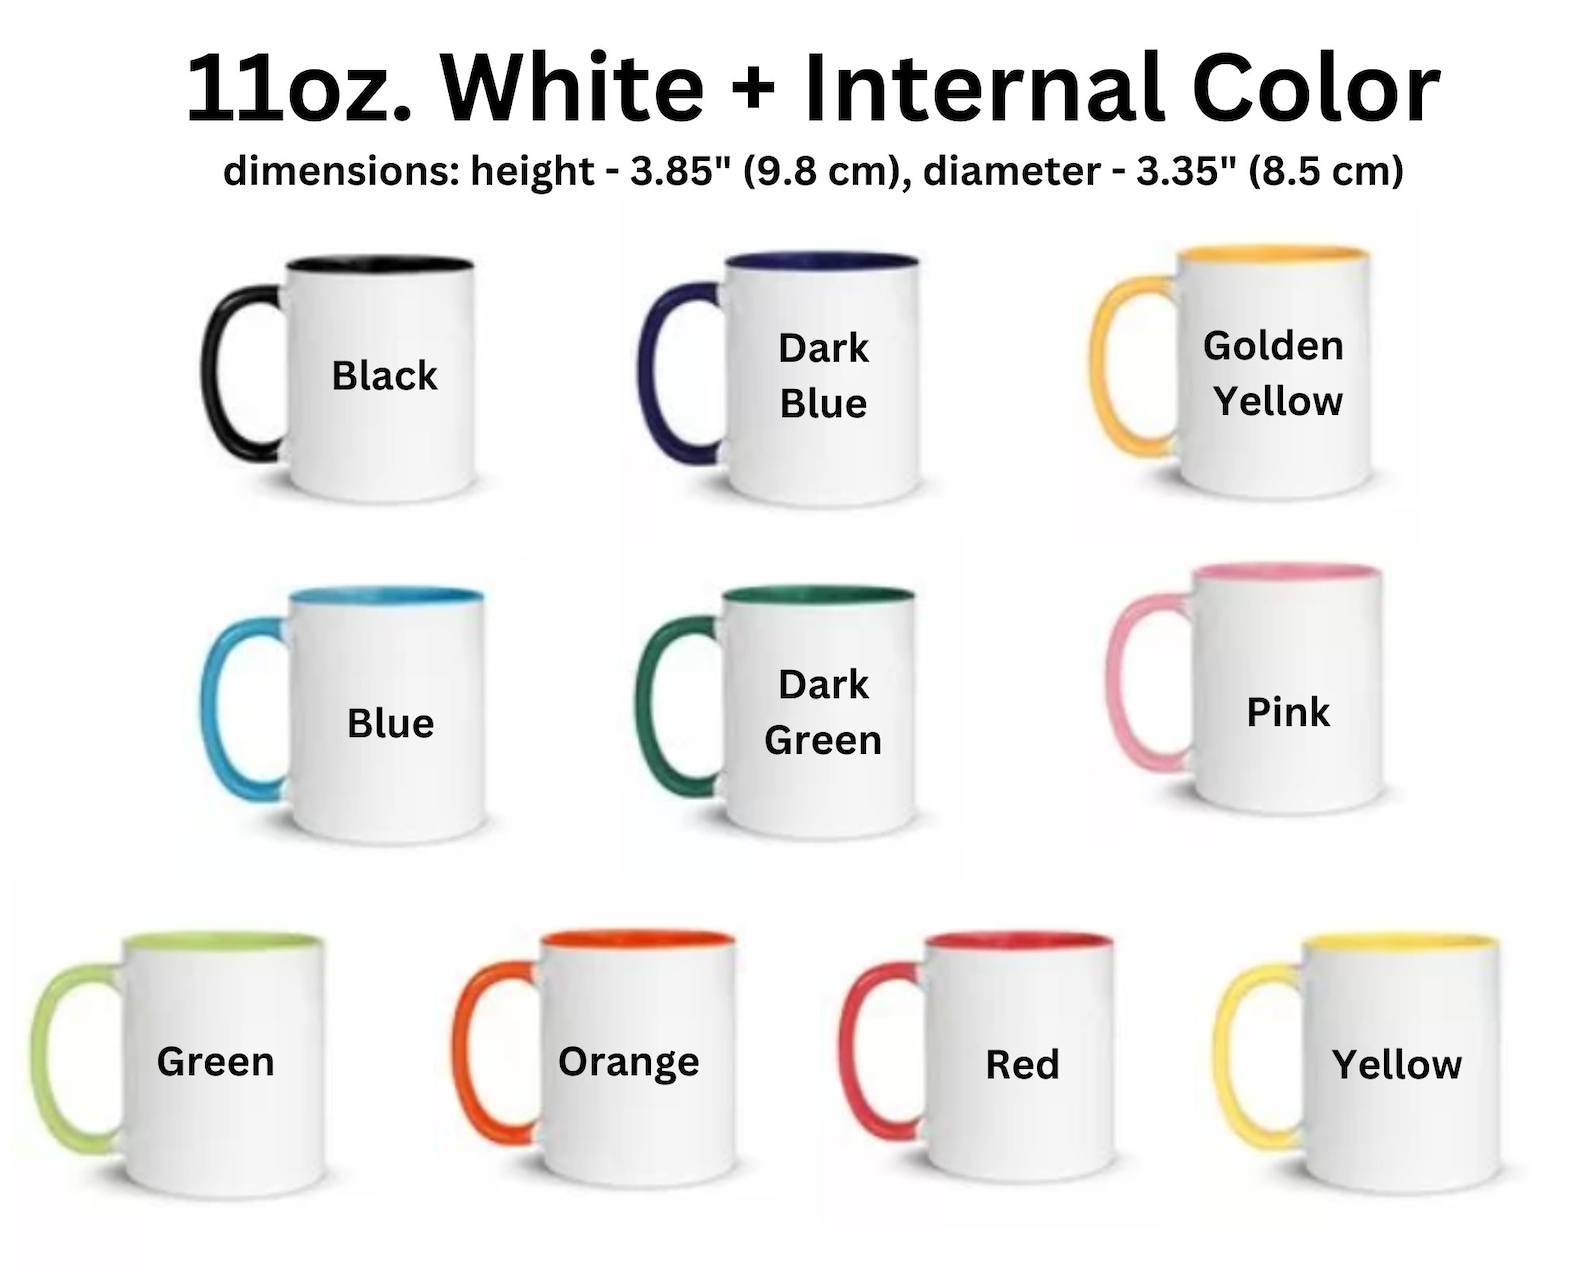 11oz. White + Internal Color
dimensions: height - 3.85" (9.8 cm), diameter - 3.35" (8.5 cm)
Black
Dark
Blue
Golden
Yellow
Blue
Dark
Green
Pink
Green
Orange
Red
Yellow